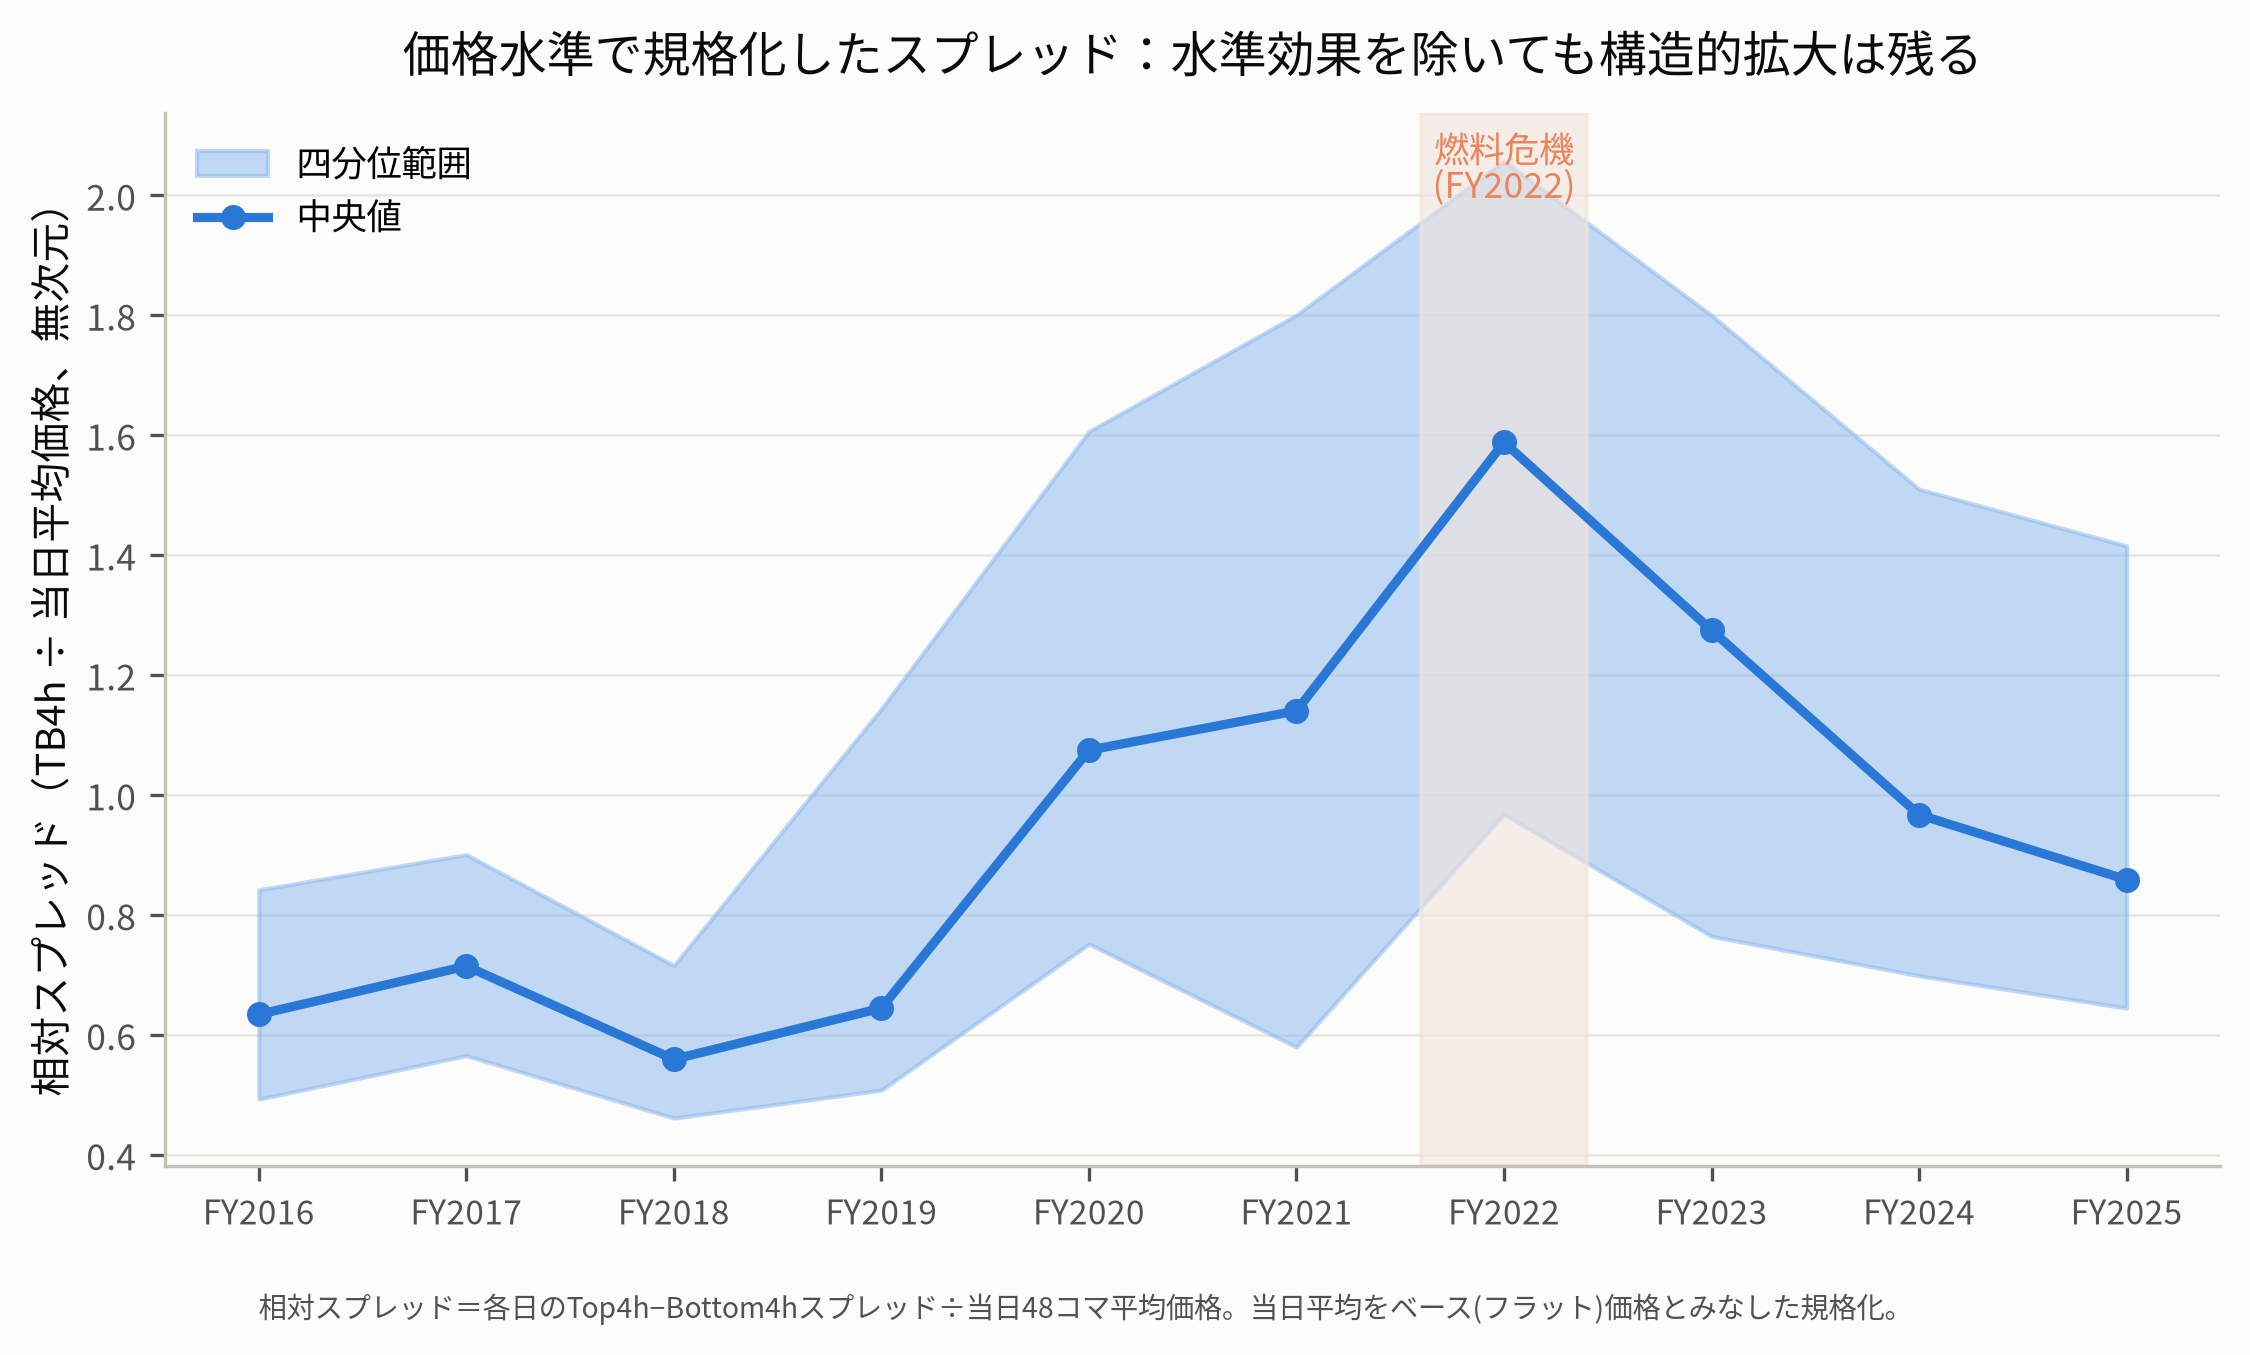 価格水準で規格化したスプレッド：水準効果を除いても構造的拡大は残る
四分位範囲
中央値
燃料危機
(FY2022)
相対スプレッド（TB4h ÷ 当日平均価格、無次元）
2.0
1.8
1.6
1.4
1.2
1.0
0.8
0.6
0.4
FY2016 FY2017 FY2018 FY2019 FY2020 FY2021 FY2022 FY2023 FY2024 FY2025
相対スプレッド＝各日のTop4h−Bottom4hスプレッド÷当日48コマ平均価格。当日平均をベース(フラット)価格とみなした規格化。